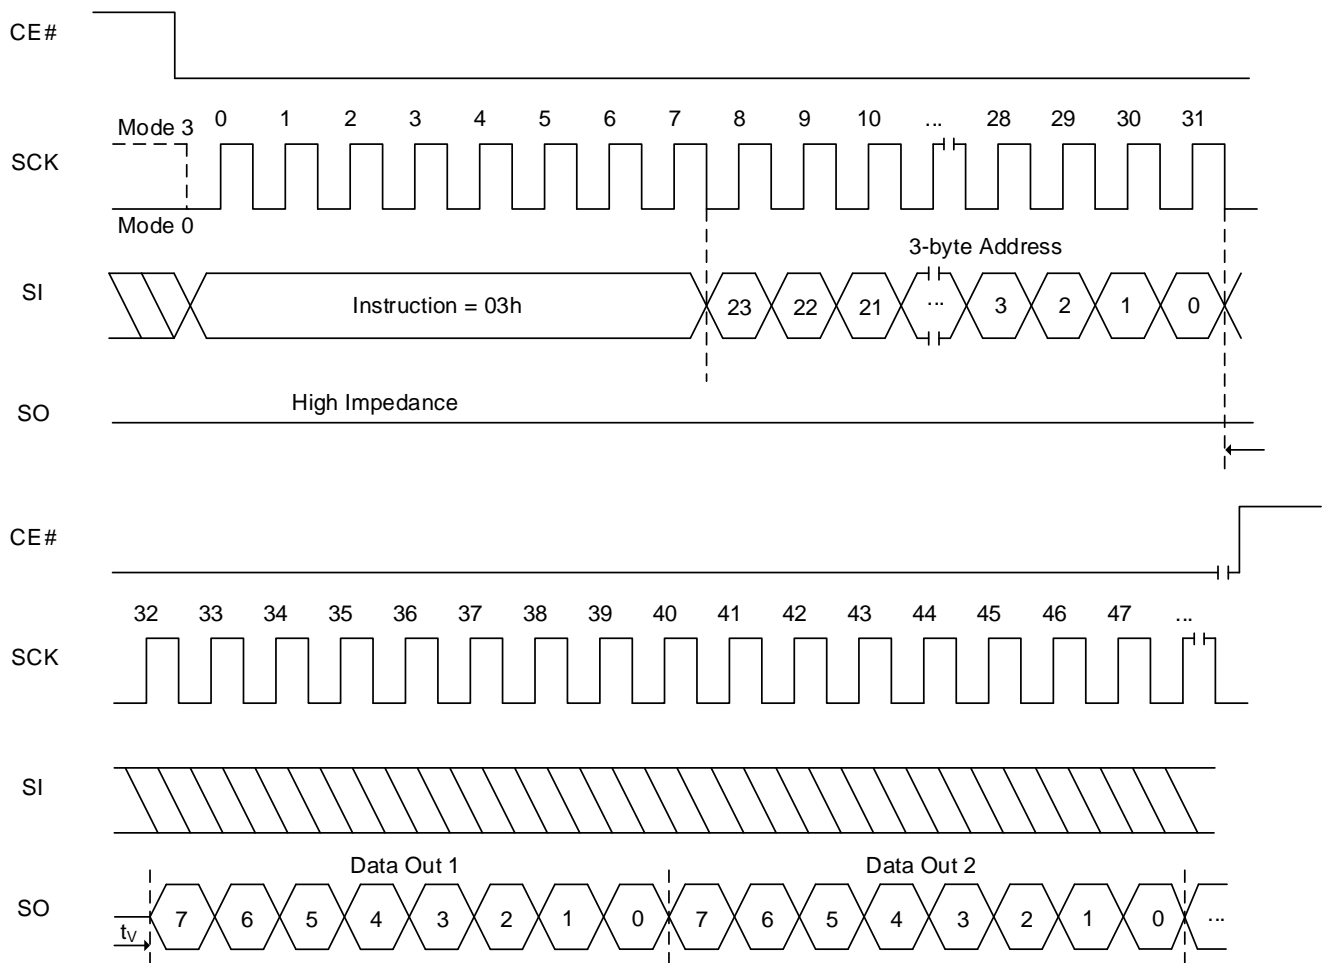 CE#
Mode 3
0 1 2 3 4 5 6 7 8 9 10 ... 28 29 30 31
SCK
Mode 0
3-byte Address
SI
Instruction = 03h
23 22 21 ... 3 2 1 0
High Impedance
SO
CE#
32 33 34 35 36 37 38 39 40 41 42 43 44 45 46 47 ...
SCK
SI
Data Out 1 Data Out 2
SO
7 6 5 4 3 2 1 0 7 6 5 4 3 2 1 0 ...
tV